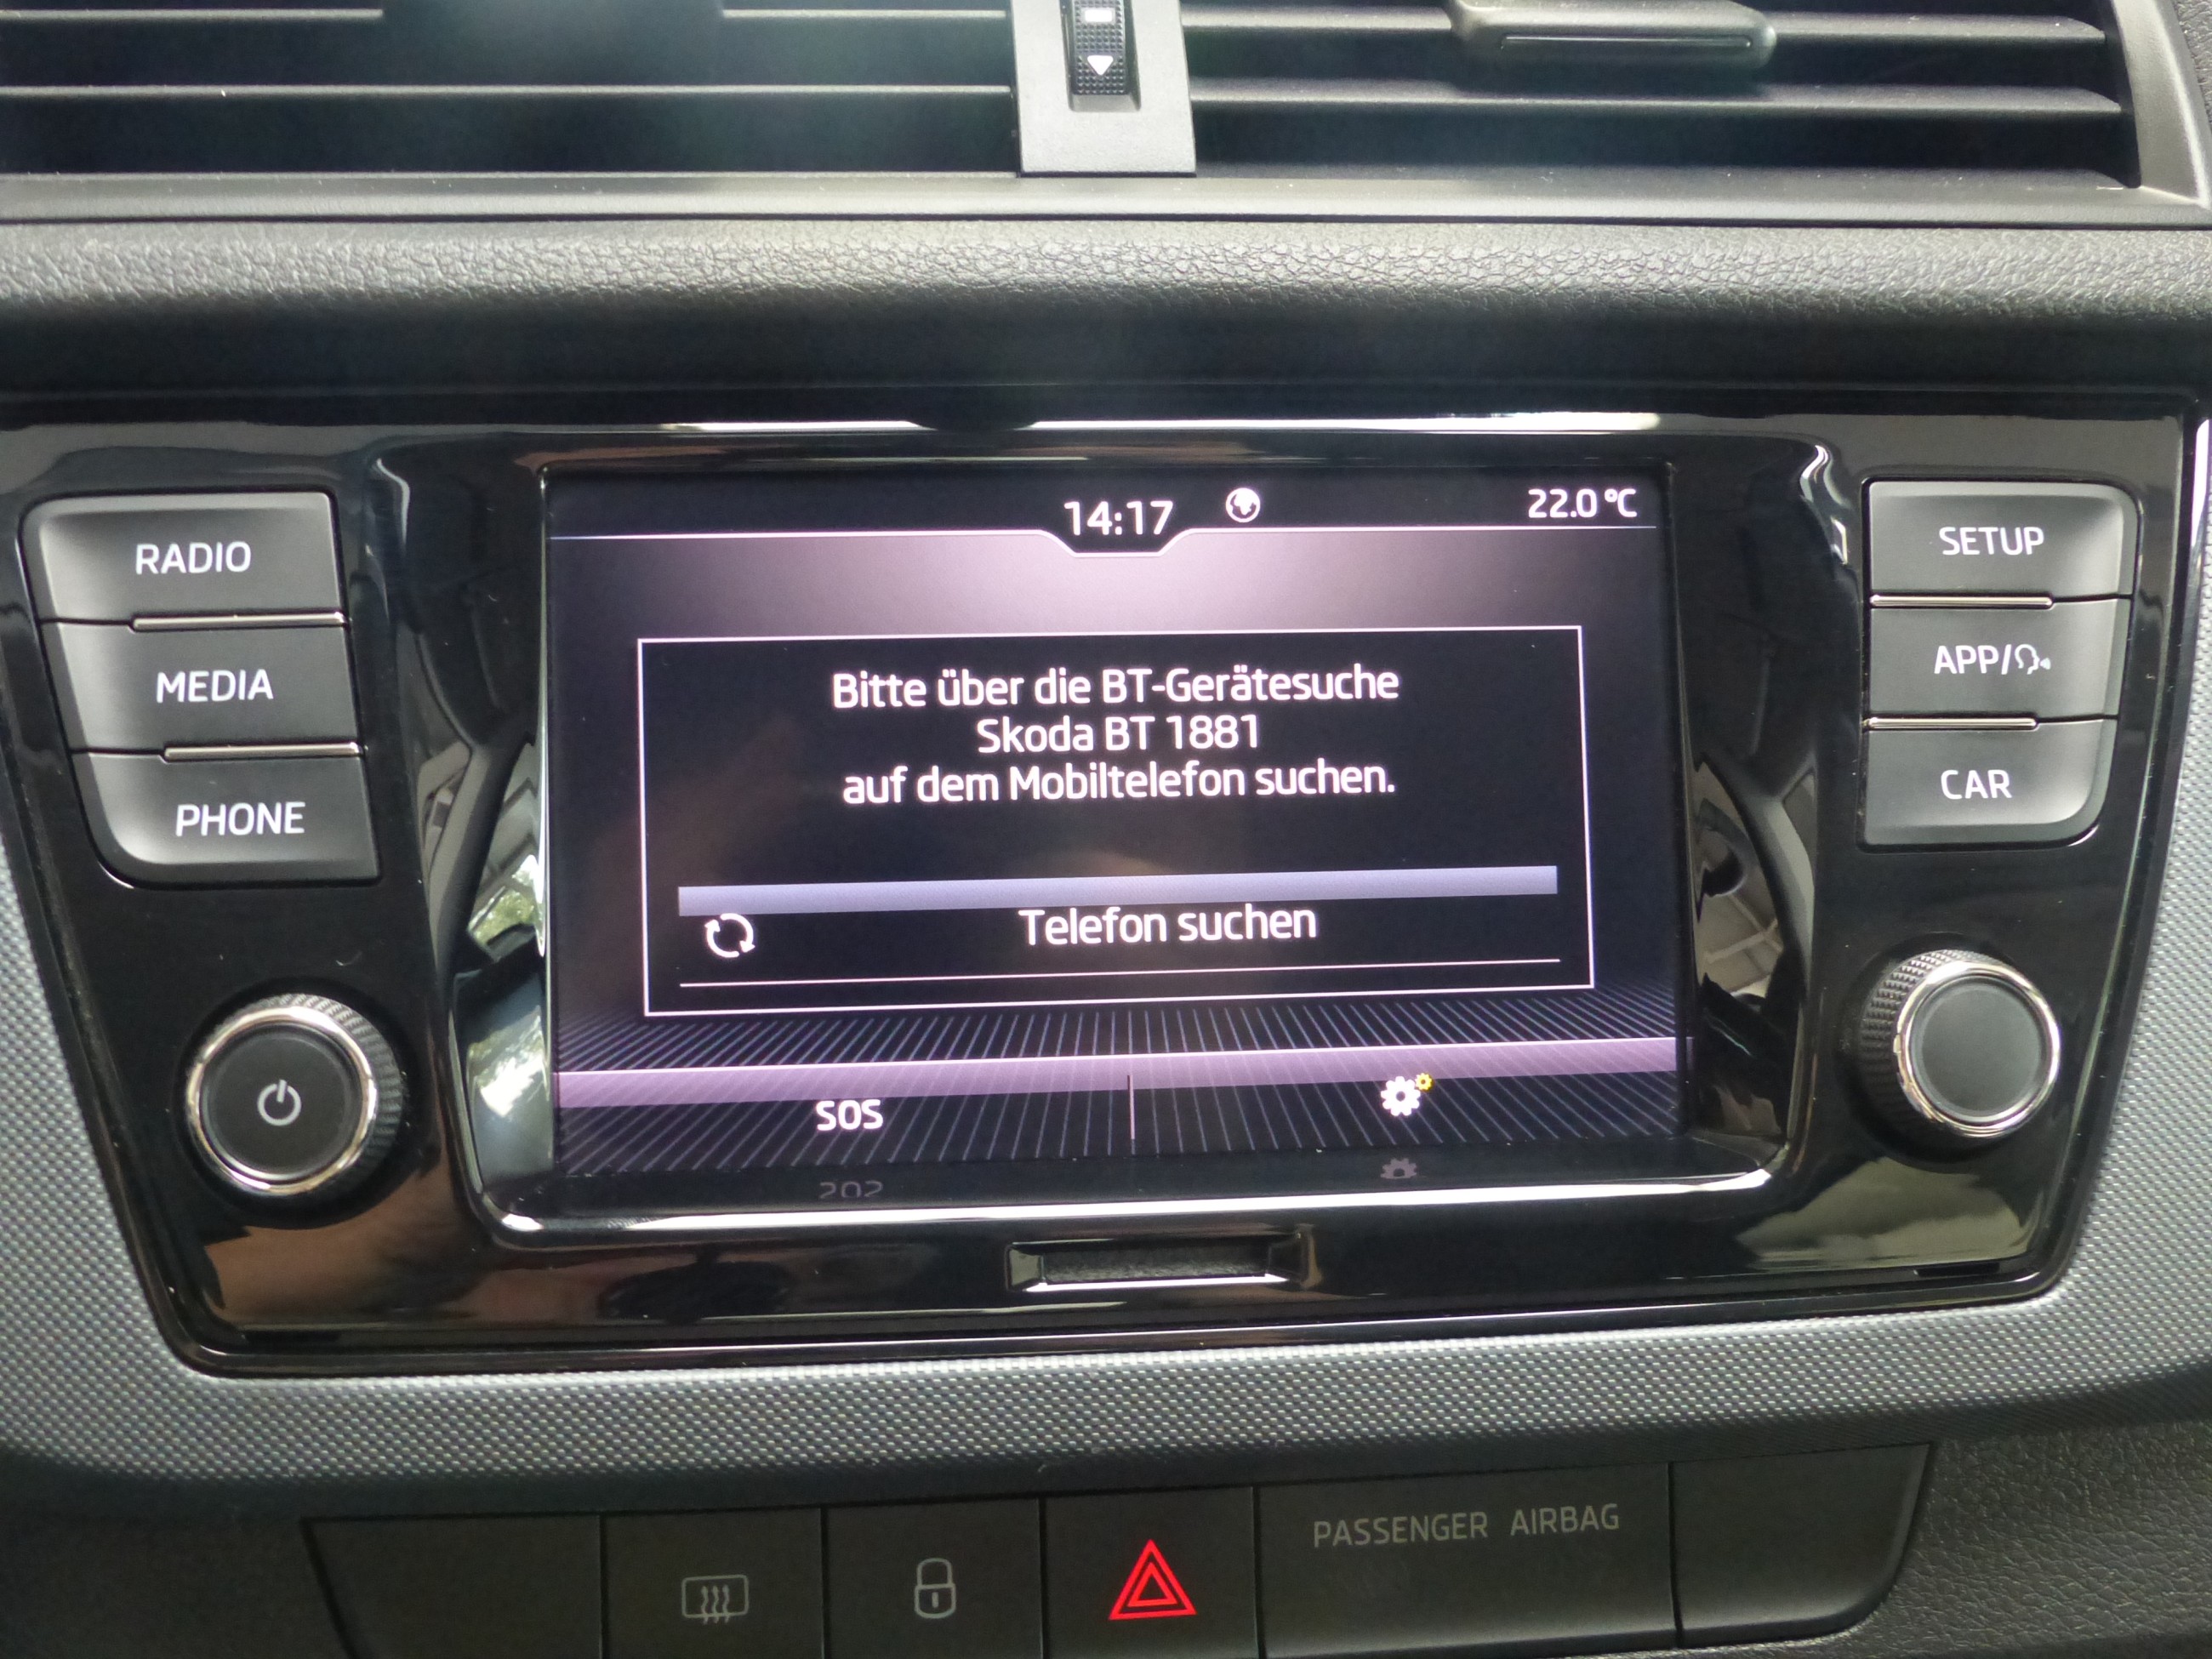 14:17
22.0 °C
RADIO
MEDIA
PHONE
Bitte über die BT-Gerätesuche
Skoda BT 1881
auf dem Mobiltelefon suchen.
Telefon suchen
SOS
SETUP
APP/
CAR
PASSENGER AIRBAG